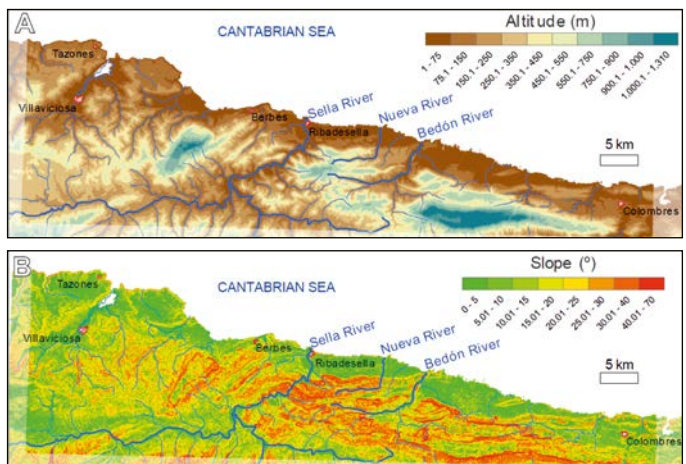 A
CANTABRIAN SEA
Altitude (m)
1 - 75
75,1 - 150
150.1 - 250
250.1 - 350
350.1 - 450
450.1 - 550
550.1 - 750
750.1 - 900
900.1 - 1.000
1.000.1 - 1,310
Tazones
Villaviciosa
Berbes
Sella River
Ribadesella
Nueva River
Bedón River
5 km
Colombres
B
CANTABRIAN SEA
Slope (º)
0 - 5
5.01 - 10
10.01 - 15
15.01 - 20
20.01 - 25
25.01 - 30
30.01 - 40
40.01 - 70
Tazones
Villaviciosa
Berbes
Sella River
Ribadesella
Nueva River
Bedón River
5 km
Colombres